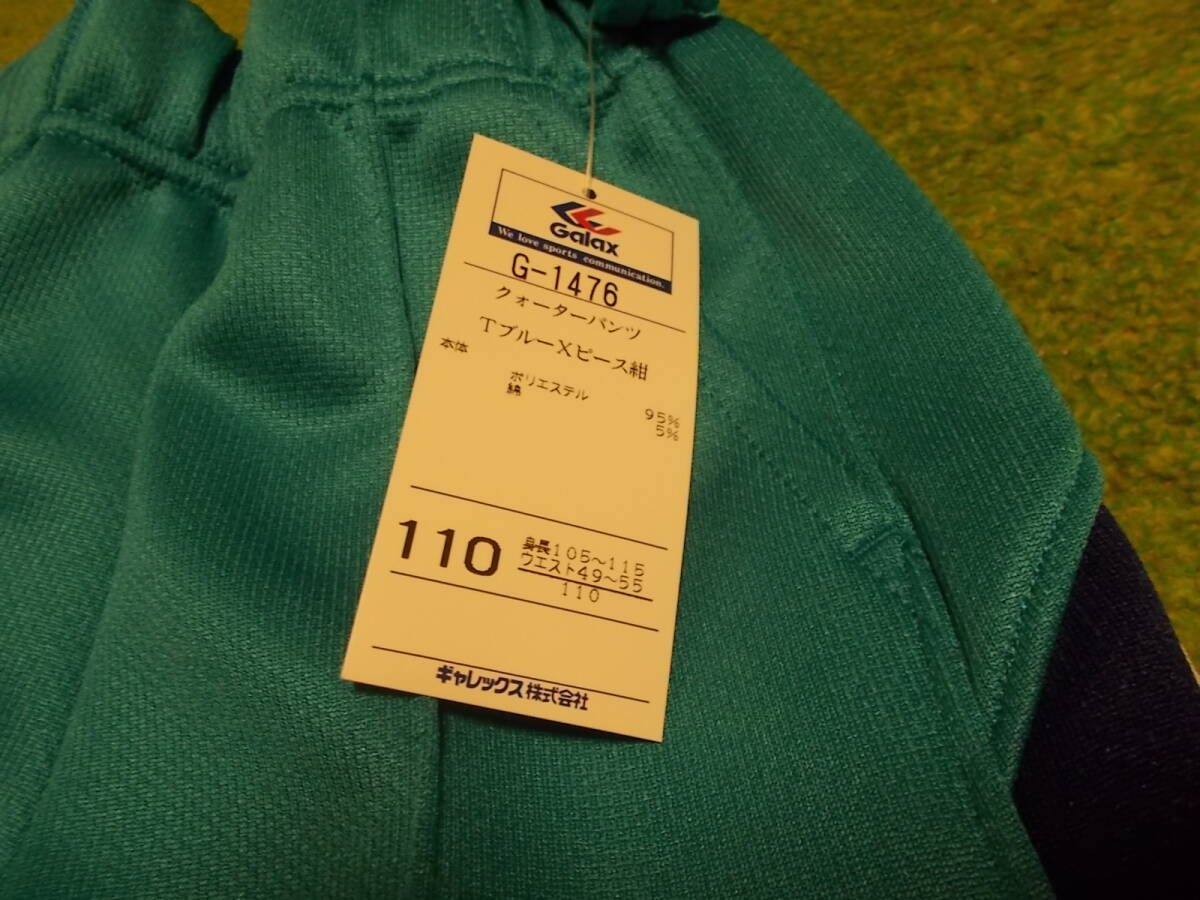 Galax
We love sports communication.
G-1476
クォーターパンツ
TブルーXピース紺
本体
ポリエステル 95%
綿 5%
110
身長105~115
ウエスト49~55
110
ギャレックス株式会社